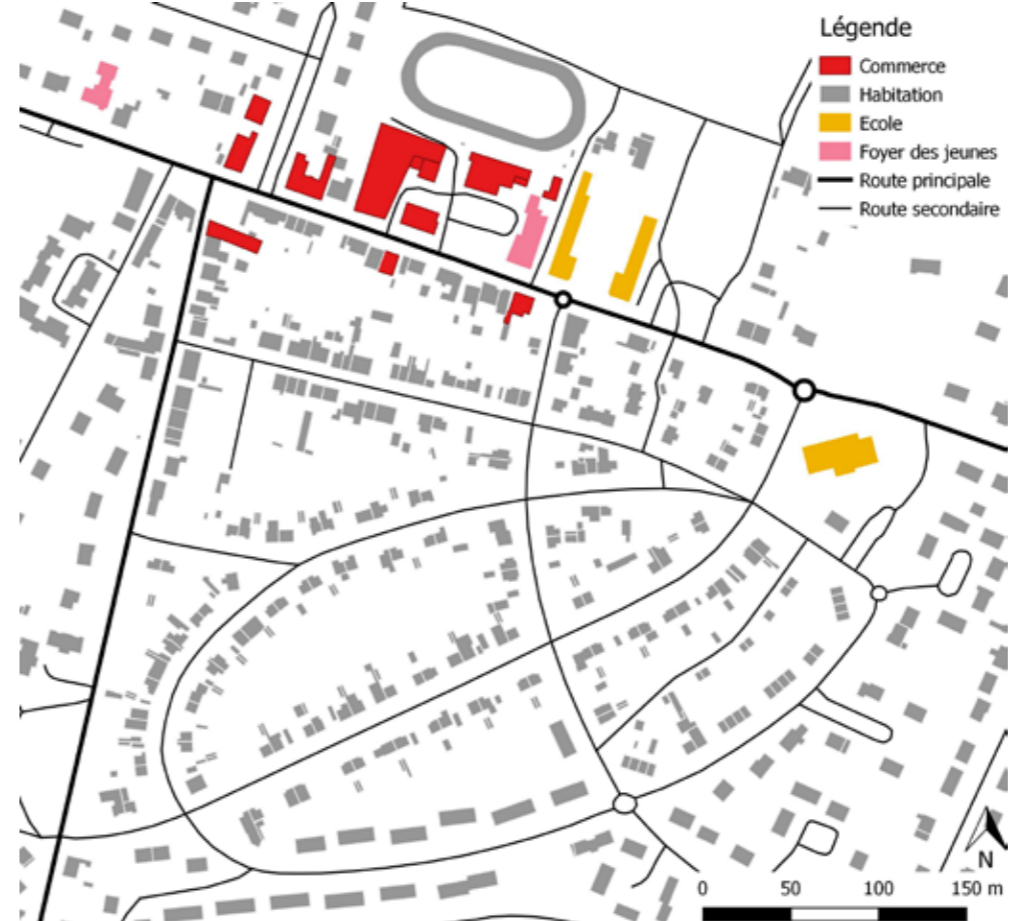 Légende
Commerce
Habitation
Ecole
Foyer des jeunes
Route principale
Route secondaire
N
0 50 100 150 m